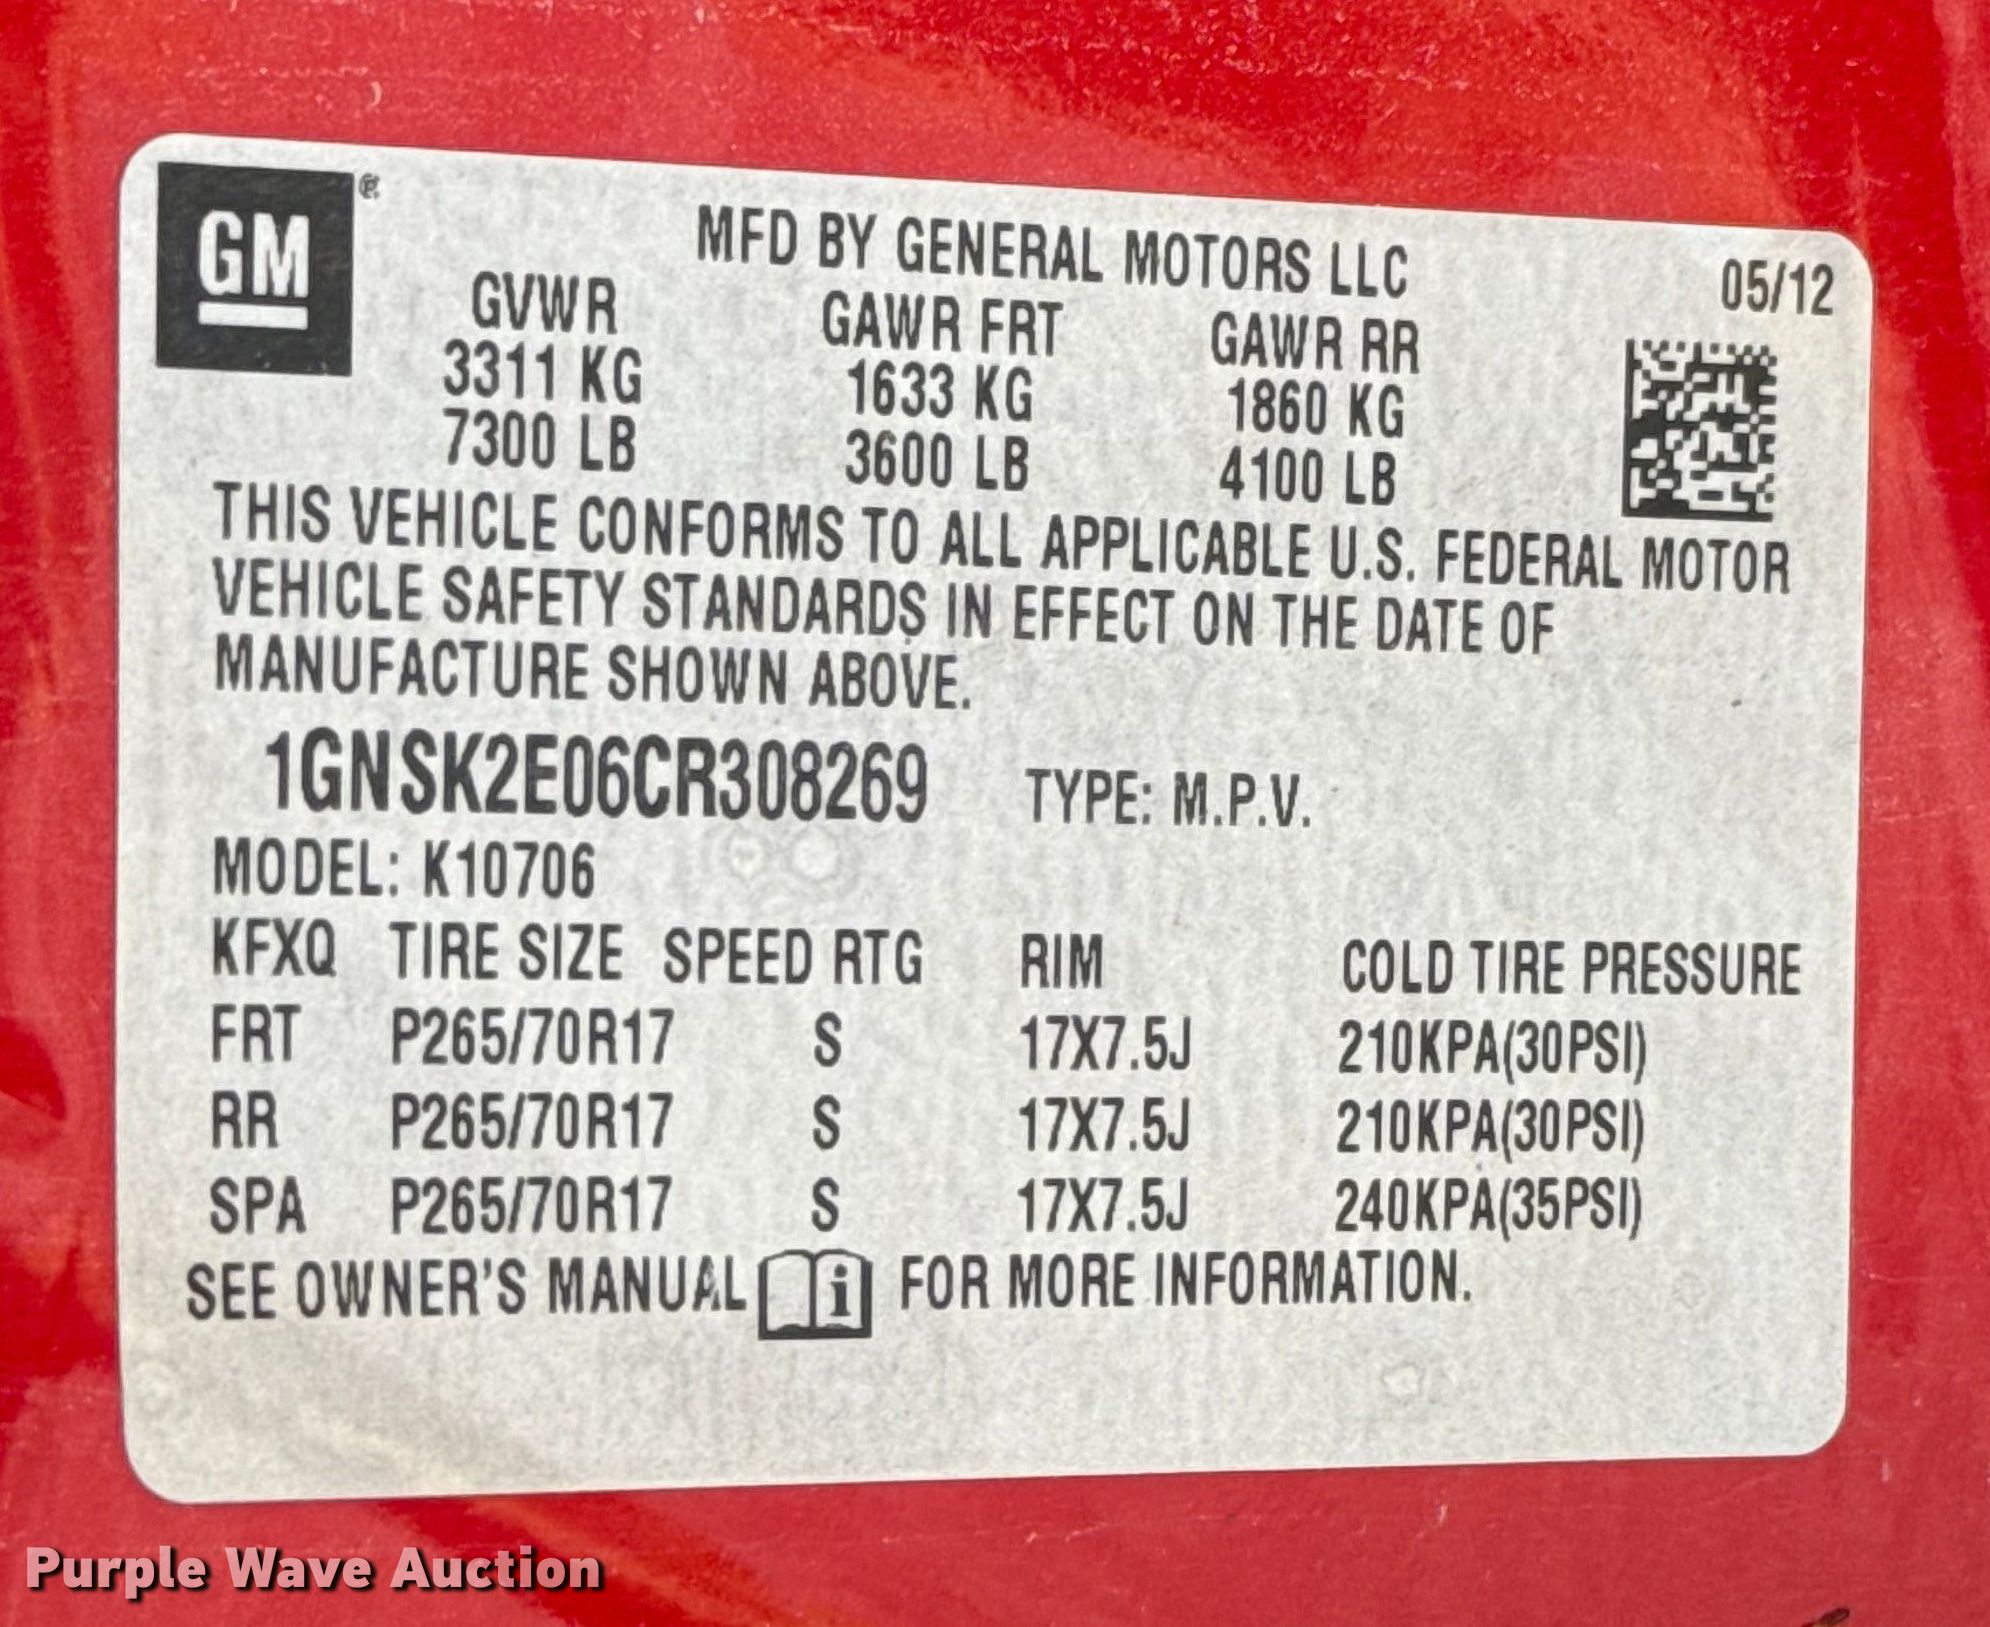 GM®
MFD BY GENERAL MOTORS LLC
05/12
GVWR GAWR FRT GAWR RR
3311 KG 1633 KG 1860 KG
7300 LB 3600 LB 4100 LB
THIS VEHICLE CONFORMS TO ALL APPLICABLE U.S. FEDERAL MOTOR
VEHICLE SAFETY STANDARDS IN EFFECT ON THE DATE OF
MANUFACTURE SHOWN ABOVE.
1GNSK2E06CR308269 TYPE: M.P.V.
MODEL: K10706
KFXQ TIRE SIZE SPEED RTG RIM COLD TIRE PRESSURE
FRT P265/70R17 S 17X7.5J 210KPA(30PSI)
RR P265/70R17 S 17X7.5J 210KPA(30PSI)
SPA P265/70R17 S 17X7.5J 240KPA(35PSI)
SEE OWNER'S MANUAL i FOR MORE INFORMATION.
Purple Wave Auction